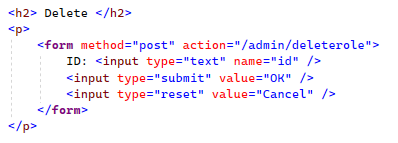 <h2> Delete </h2>
<p>
    <form method="post" action="/admin/deleterole">
        ID: <input type="text" name="id" />
        <input type="submit" value="OK" />
        <input type="reset" value="Cancel" />
    </form>
</p>